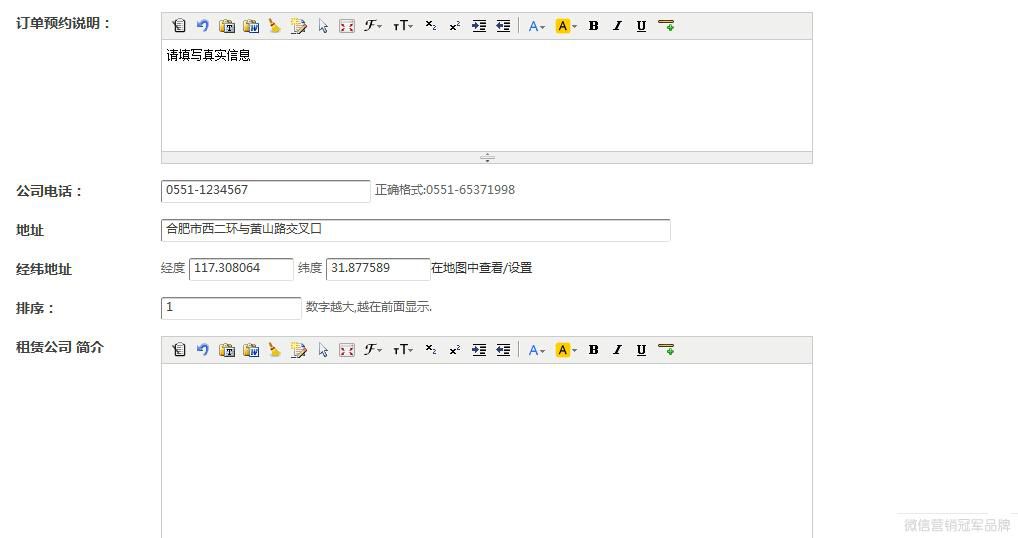 订单预约说明：
请填写真实信息
公司电话： 0551-1234567 正确格式:0551-65371998
地址 合肥市西二环与黄山路交叉口
经纬地址 经度 117.308064 纬度 31.877589 在地图中查看/设置
排序： 1 数字越大,越在前面显示.
租赁公司 简介
微信营销冠军品牌